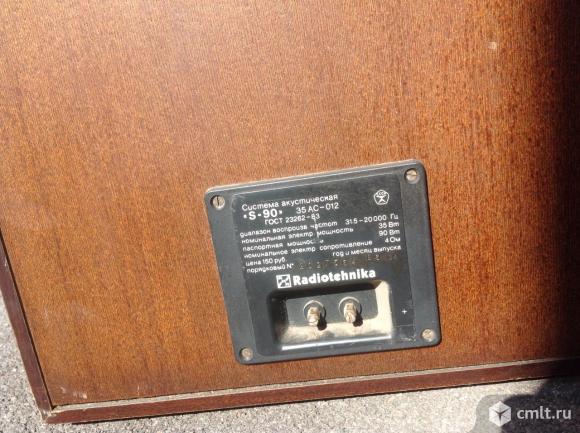 Система акустическая
"S-90" 35АС-012
ГОСТ 23262-83
диапазон воспроизв частот 31.5-20000 Гц
номинальная электр мощность 35 Вт
паспортная мощность 90 Вт
номинальное электр сопротивление 4 Ом
цена 150 руб. год и месяц выпуска
порядковый №
Radiotehnika
+
cmlt.ru